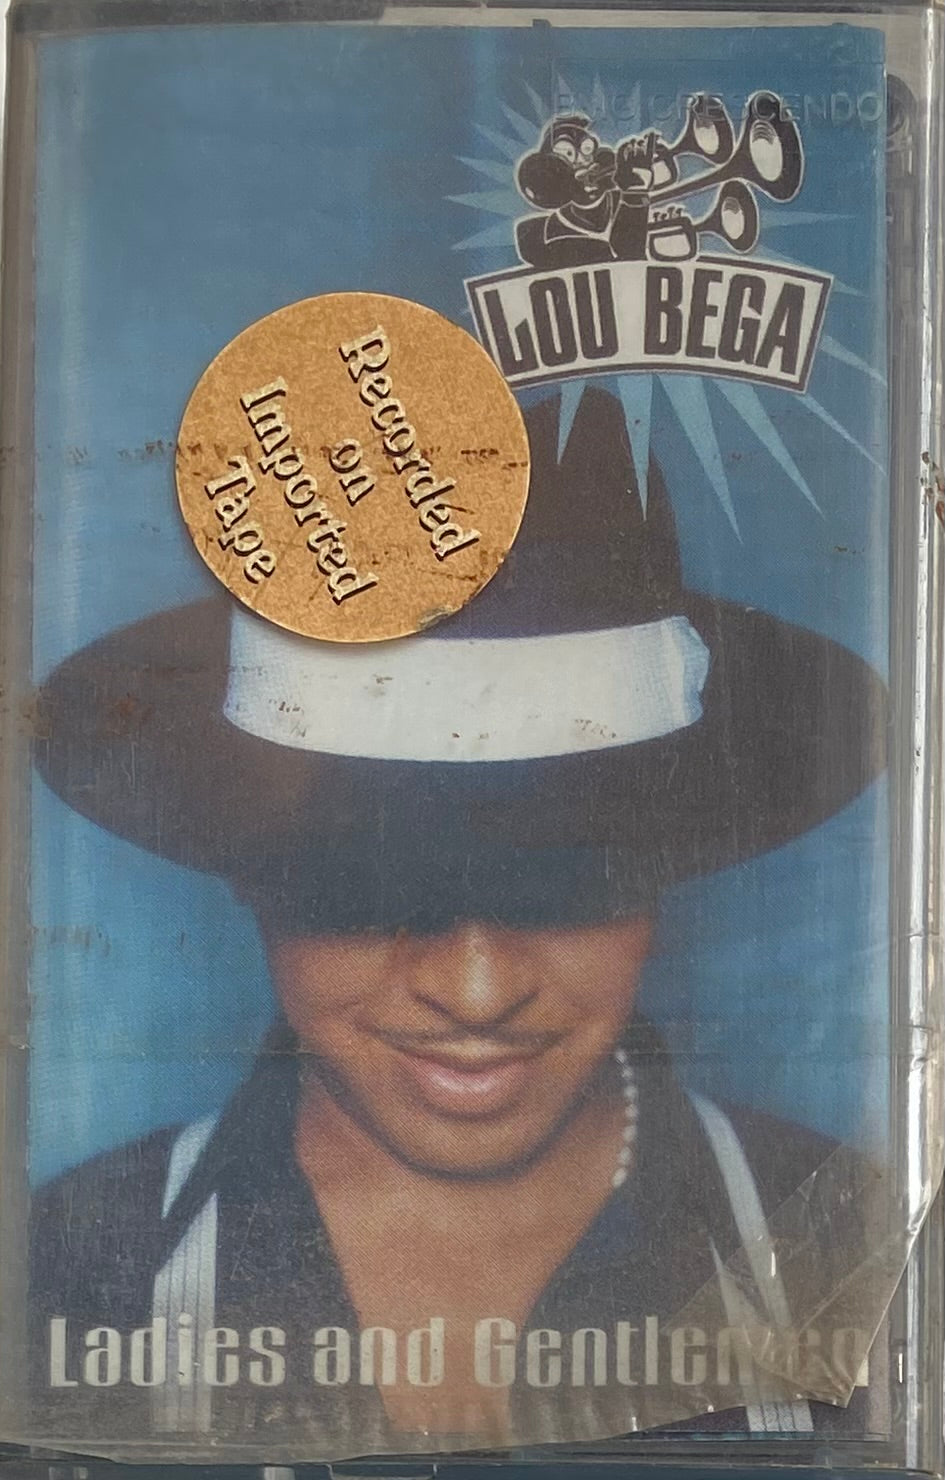 BMG CRESCENDO
LOU BEGA
Recorded
on
Imported
Tape
Ladies and Gentlemen